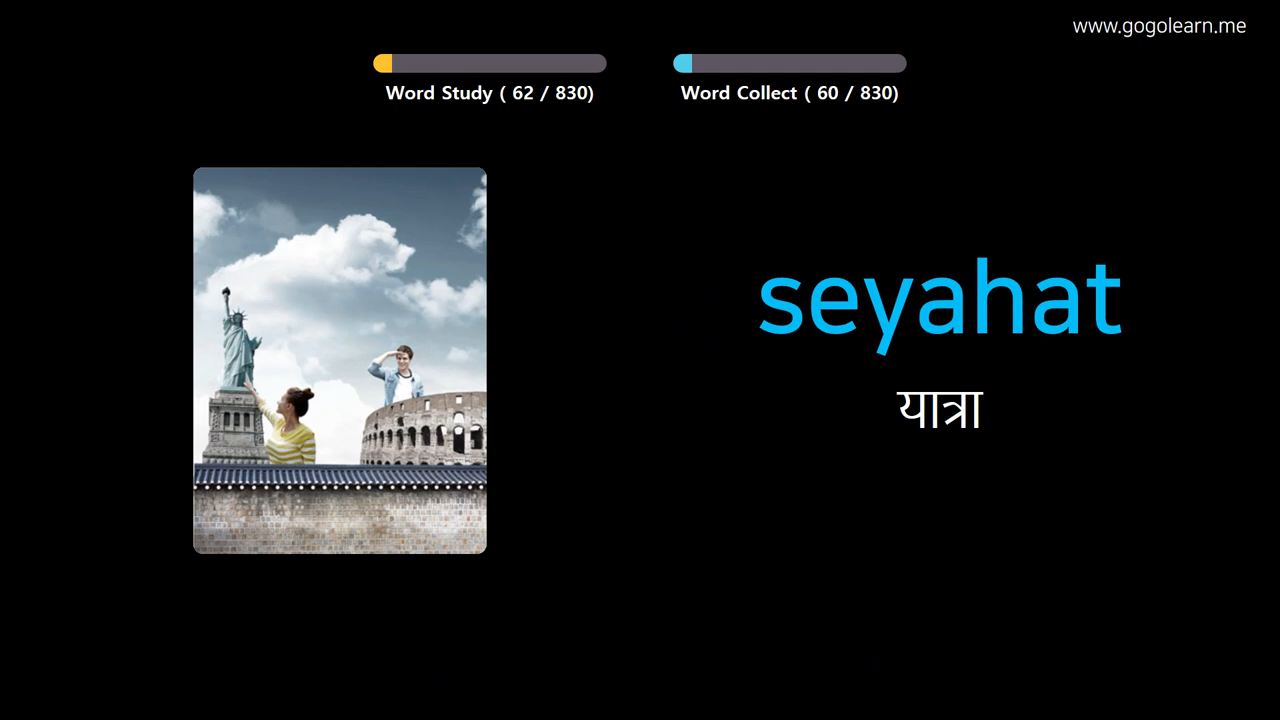 www.gogolearn.me
Word Study ( 62 / 830)
Word Collect ( 60 / 830)
seyahat
यात्रा